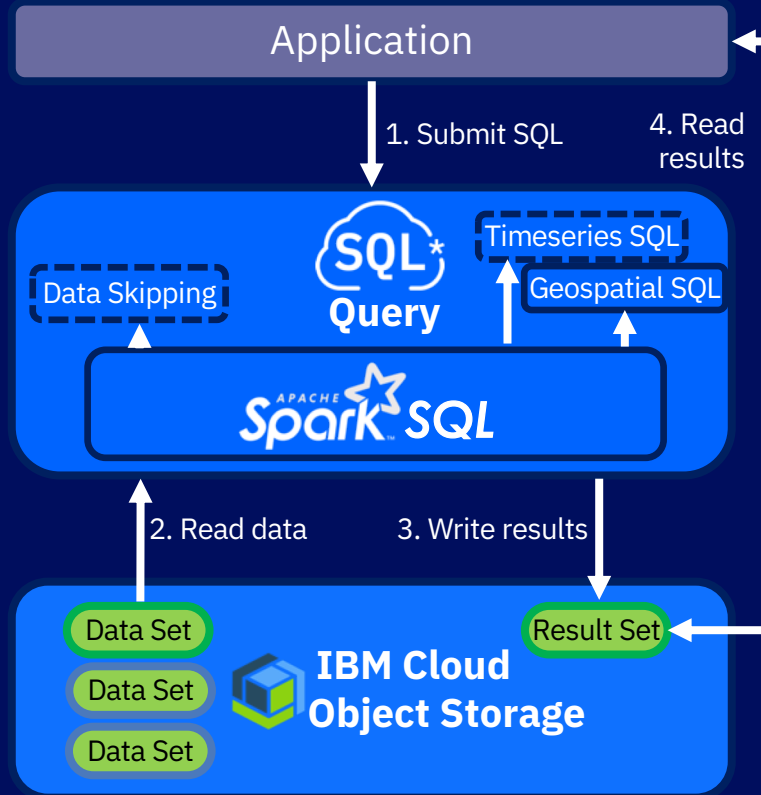 Application
1. Submit SQL
4. Read
results
SQL*
Query
Timeseries SQL
Geospatial SQL
Data Skipping
APACHE
Spark™ SQL
2. Read data
3. Write results
Data Set
Result Set
IBM Cloud
Object Storage
Data Set
Data Set